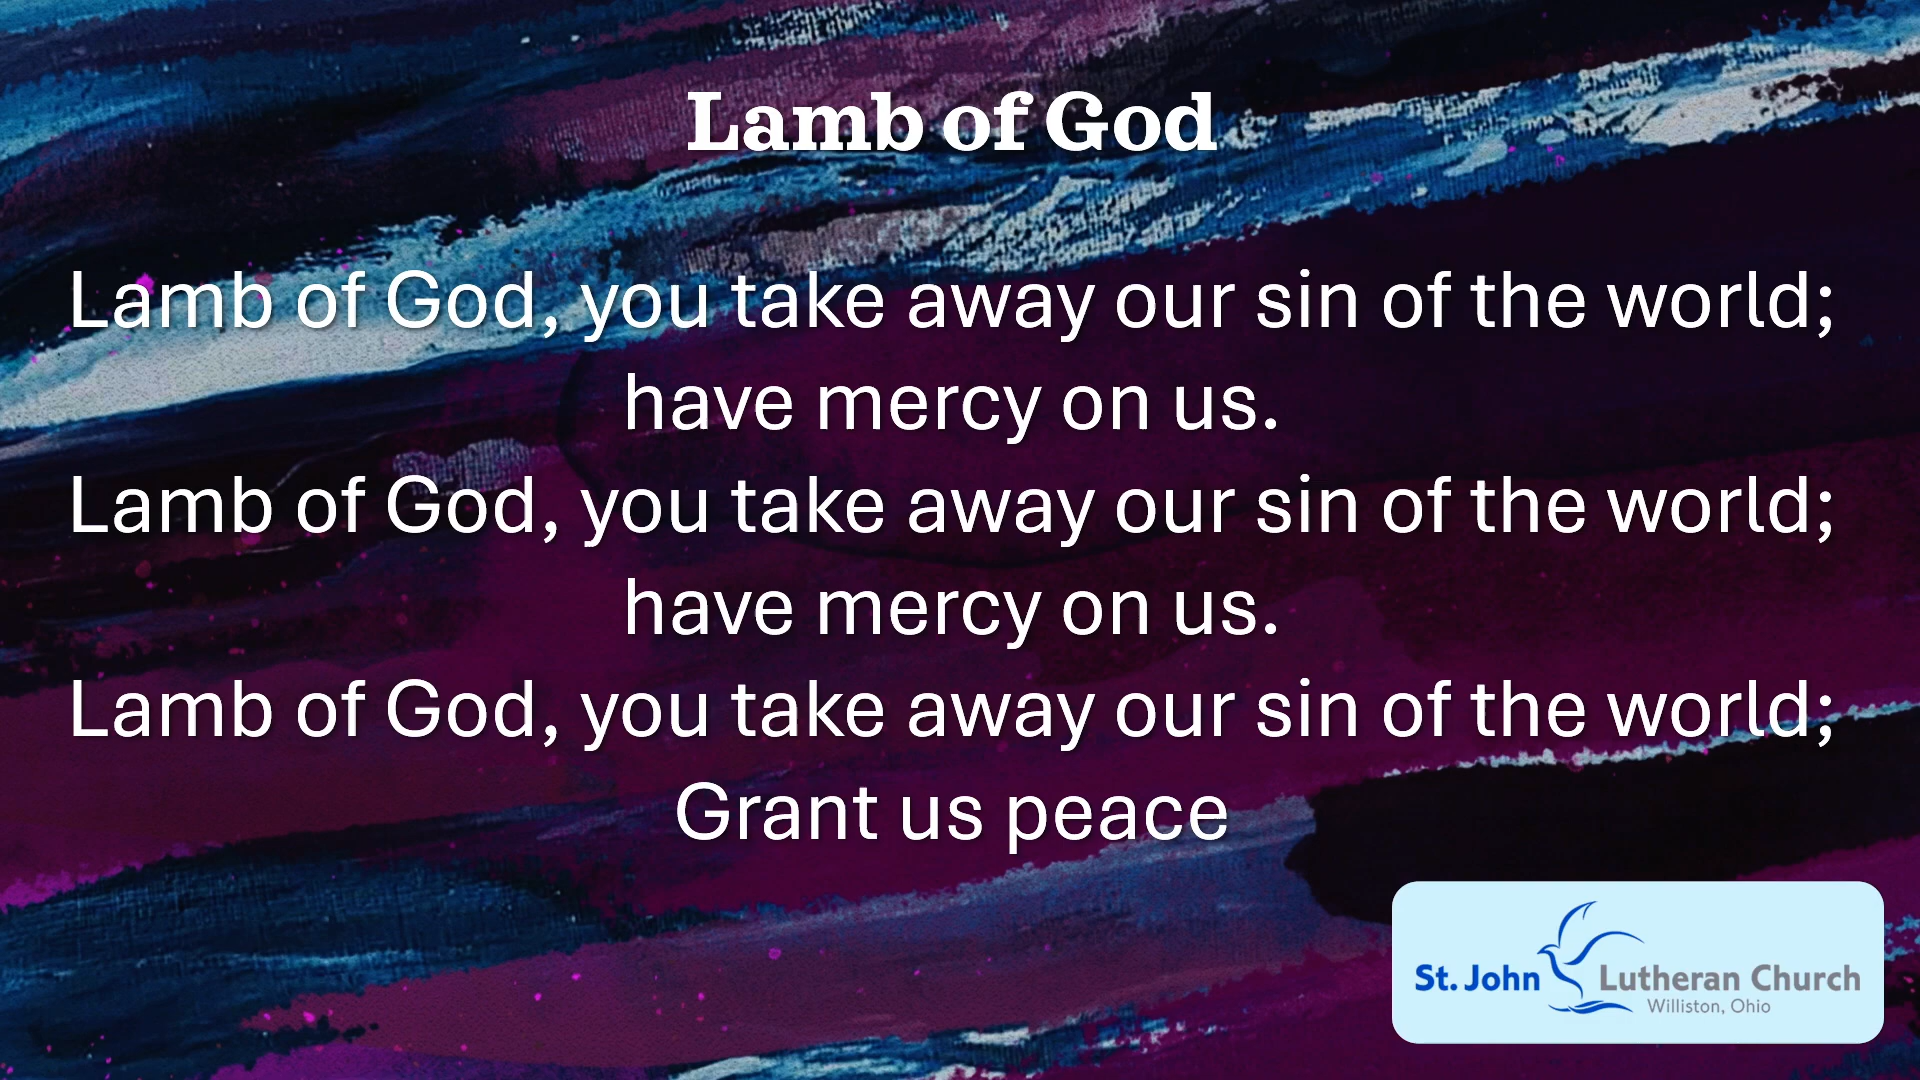 Lamb of God
Lamb of God, you take away our sin of the world;
have mercy on us.
Lamb of God, you take away our sin of the world;
have mercy on us.
Lamb of God, you take away our sin of the world;
Grant us peace
St. John Lutheran Church
Williston, Ohio